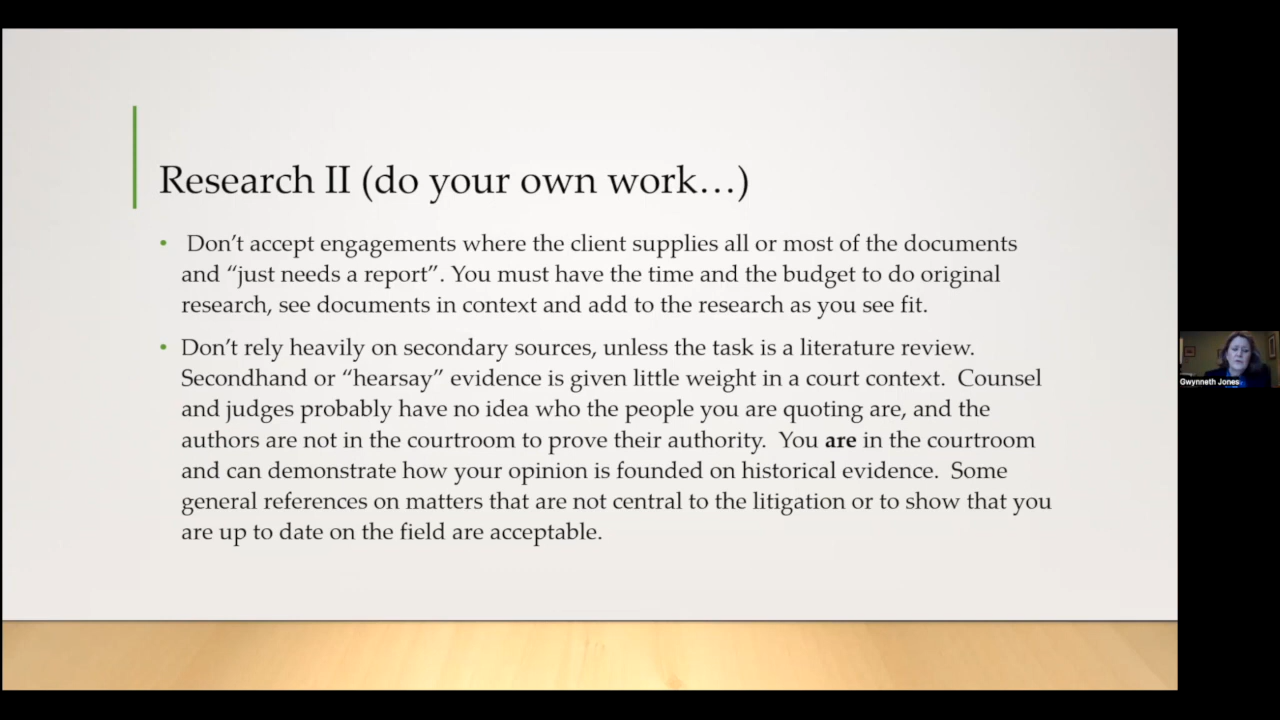 Research II (do your own work…)
• Don’t accept engagements where the client supplies all or most of the documents
and “just needs a report”. You must have the time and the budget to do original
research, see documents in context and add to the research as you see fit.
• Don’t rely heavily on secondary sources, unless the task is a literature review.
Secondhand or “hearsay” evidence is given little weight in a court context.  Counsel
and judges probably have no idea who the people you are quoting are, and the
authors are not in the courtroom to prove their authority.  You are in the courtroom
and can demonstrate how your opinion is founded on historical evidence.  Some
general references on matters that are not central to the litigation or to show that you
are up to date on the field are acceptable.
Gwynneth Jones